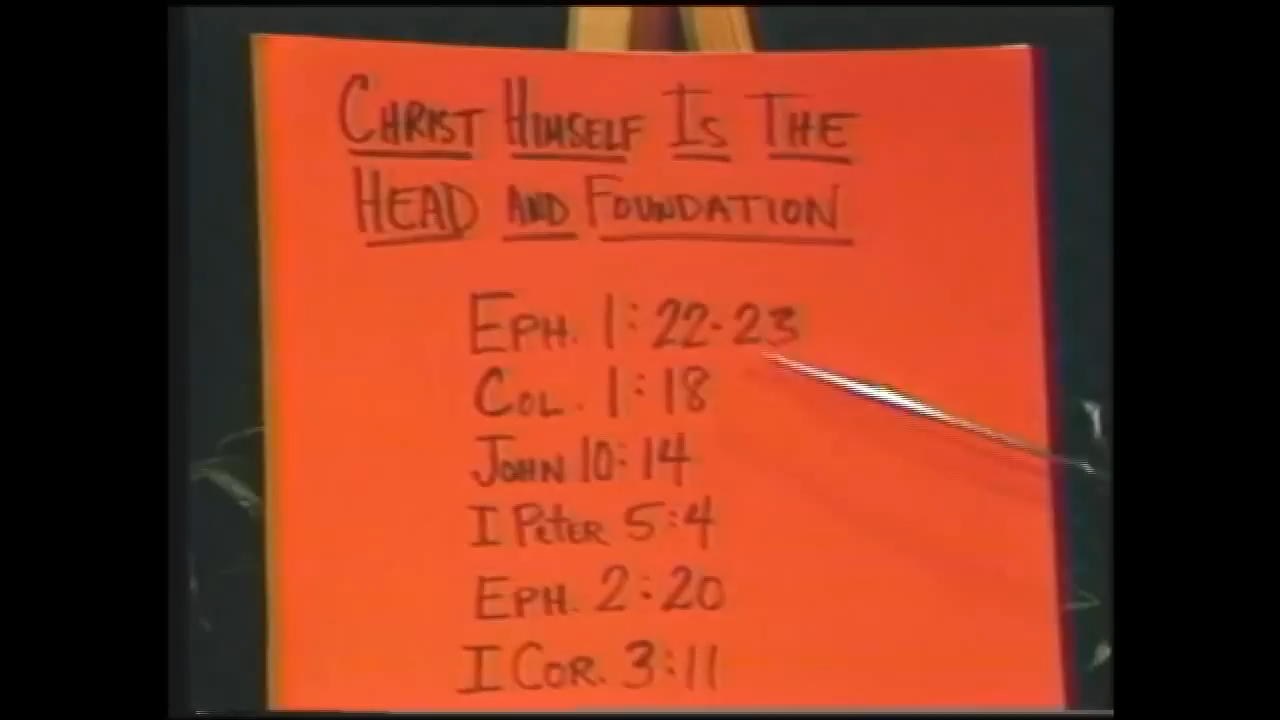 CHRIST HIMSELF IS THE
HEAD AND FOUNDATION
EPH. 1:22-23
COL. 1:18
JOHN 10:14
I PETER 5:4
EPH. 2:20
I COR. 3:11